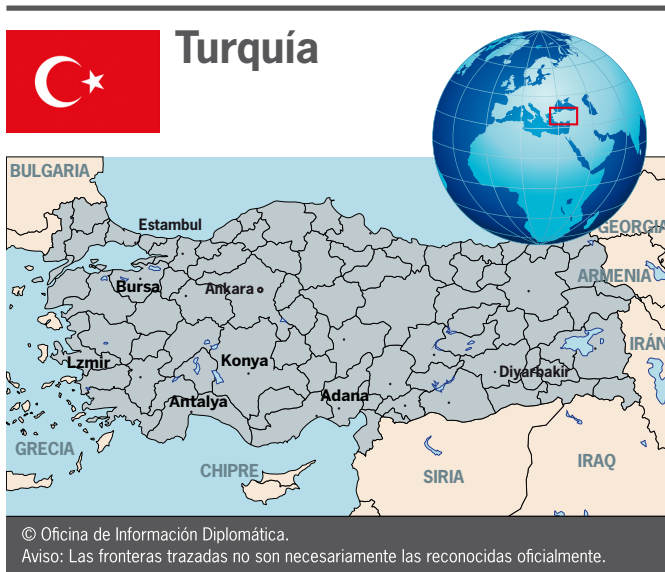 Turquía
BULGARIA
Estambul
GEORGIA
ARMENIA
Bursa
Ankara
IRÁN
Lzmir
Konya
Diyarbakir
Antalya
Adana
GRECIA
CHIPRE
SIRIA
IRAQ
© Oficina de Información Diplomática.
Aviso: Las fronteras trazadas no son necesariamente las reconocidas oficialmente.